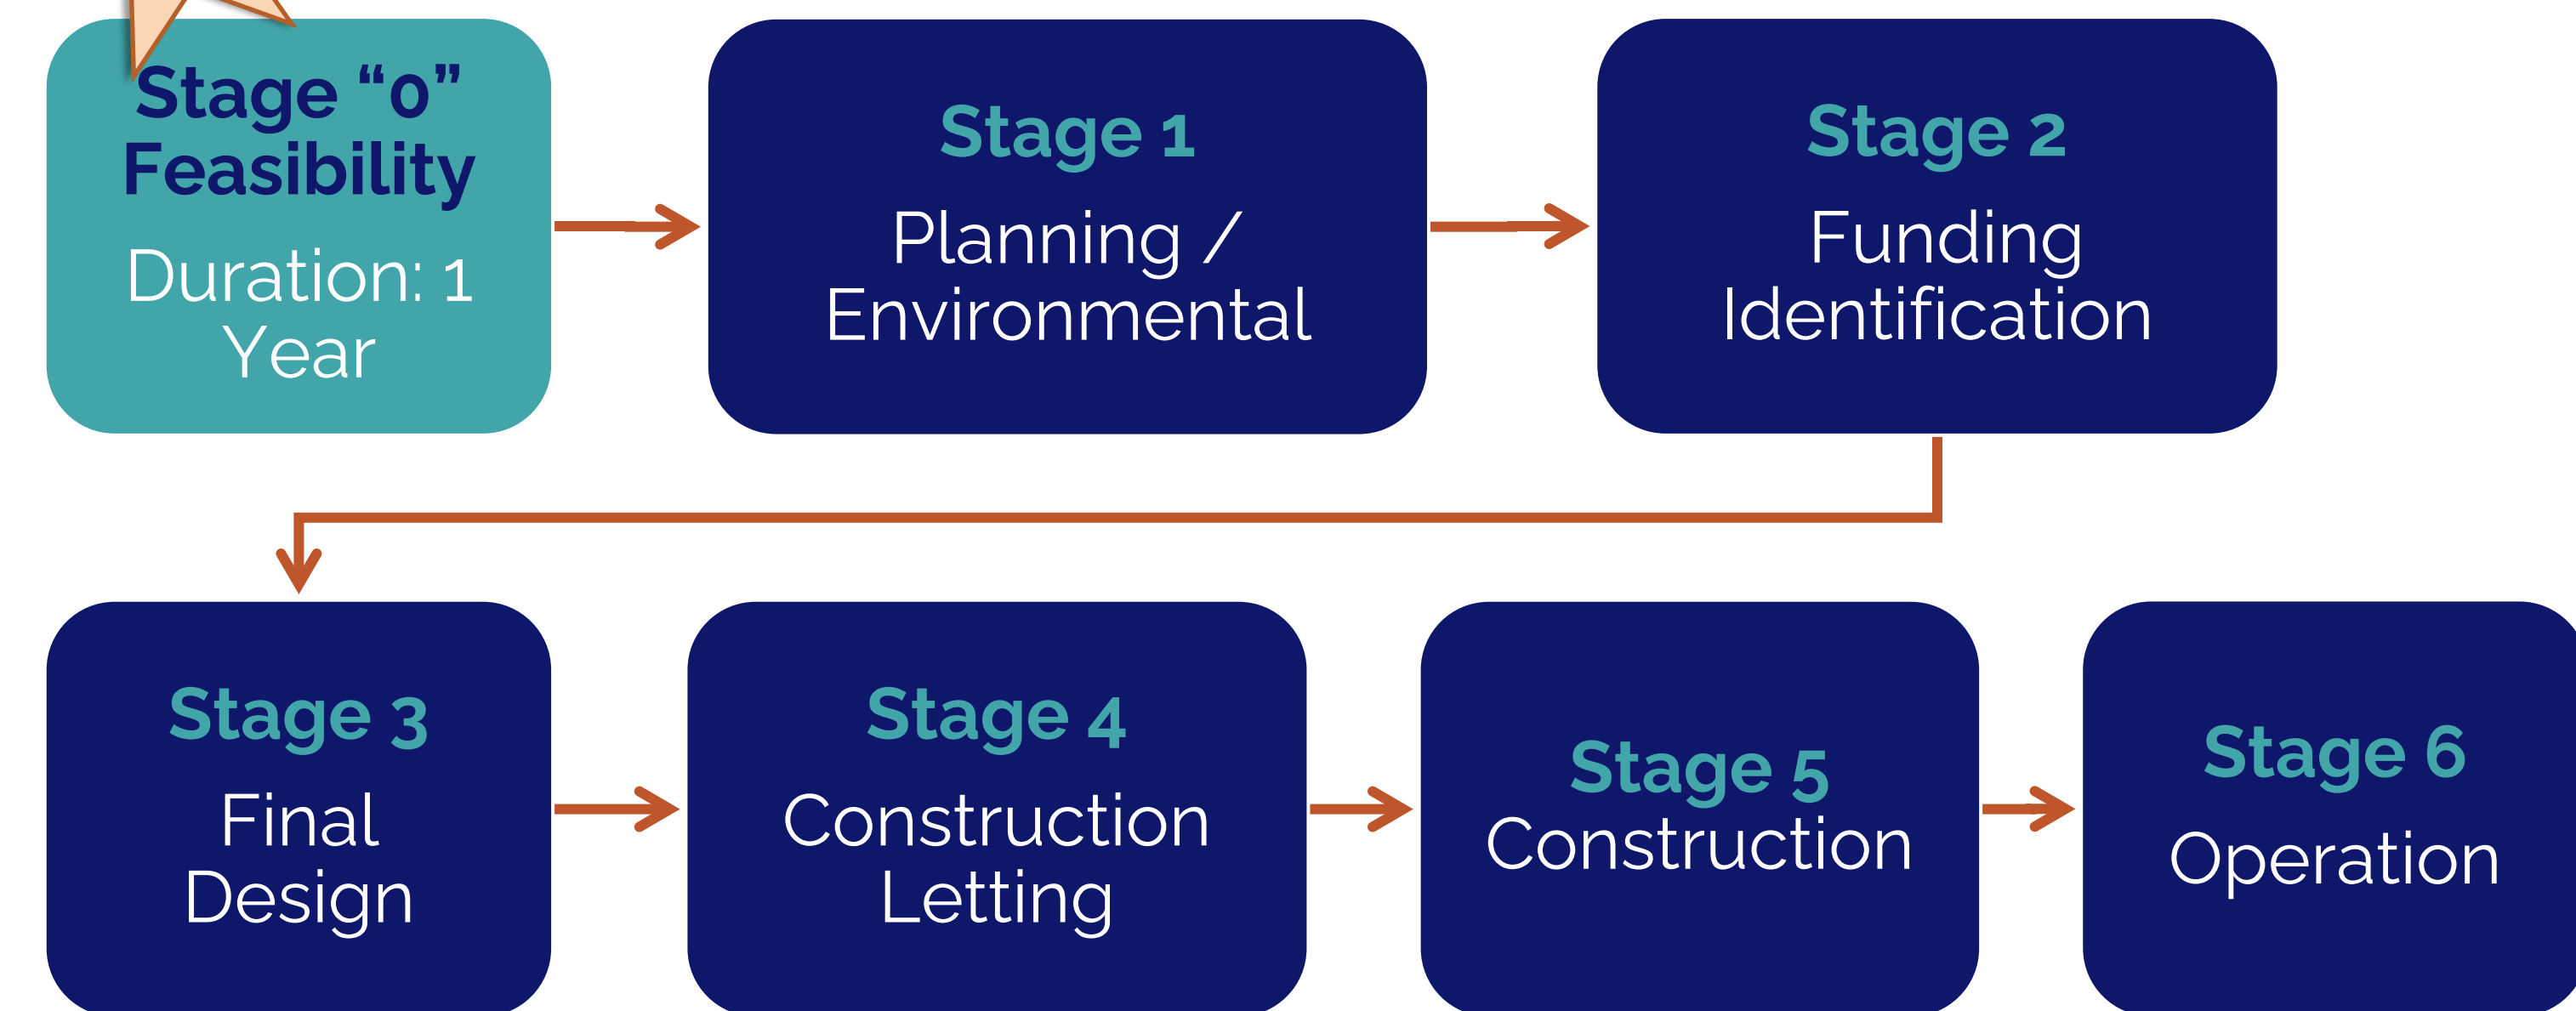 Stage “0”
Feasibility
Duration: 1
Year
Stage 1
Planning /
Environmental
Stage 2
Funding
Identification
Stage 3
Final
Design
Stage 4
Construction
Letting
Stage 5
Construction
Stage 6
Operation